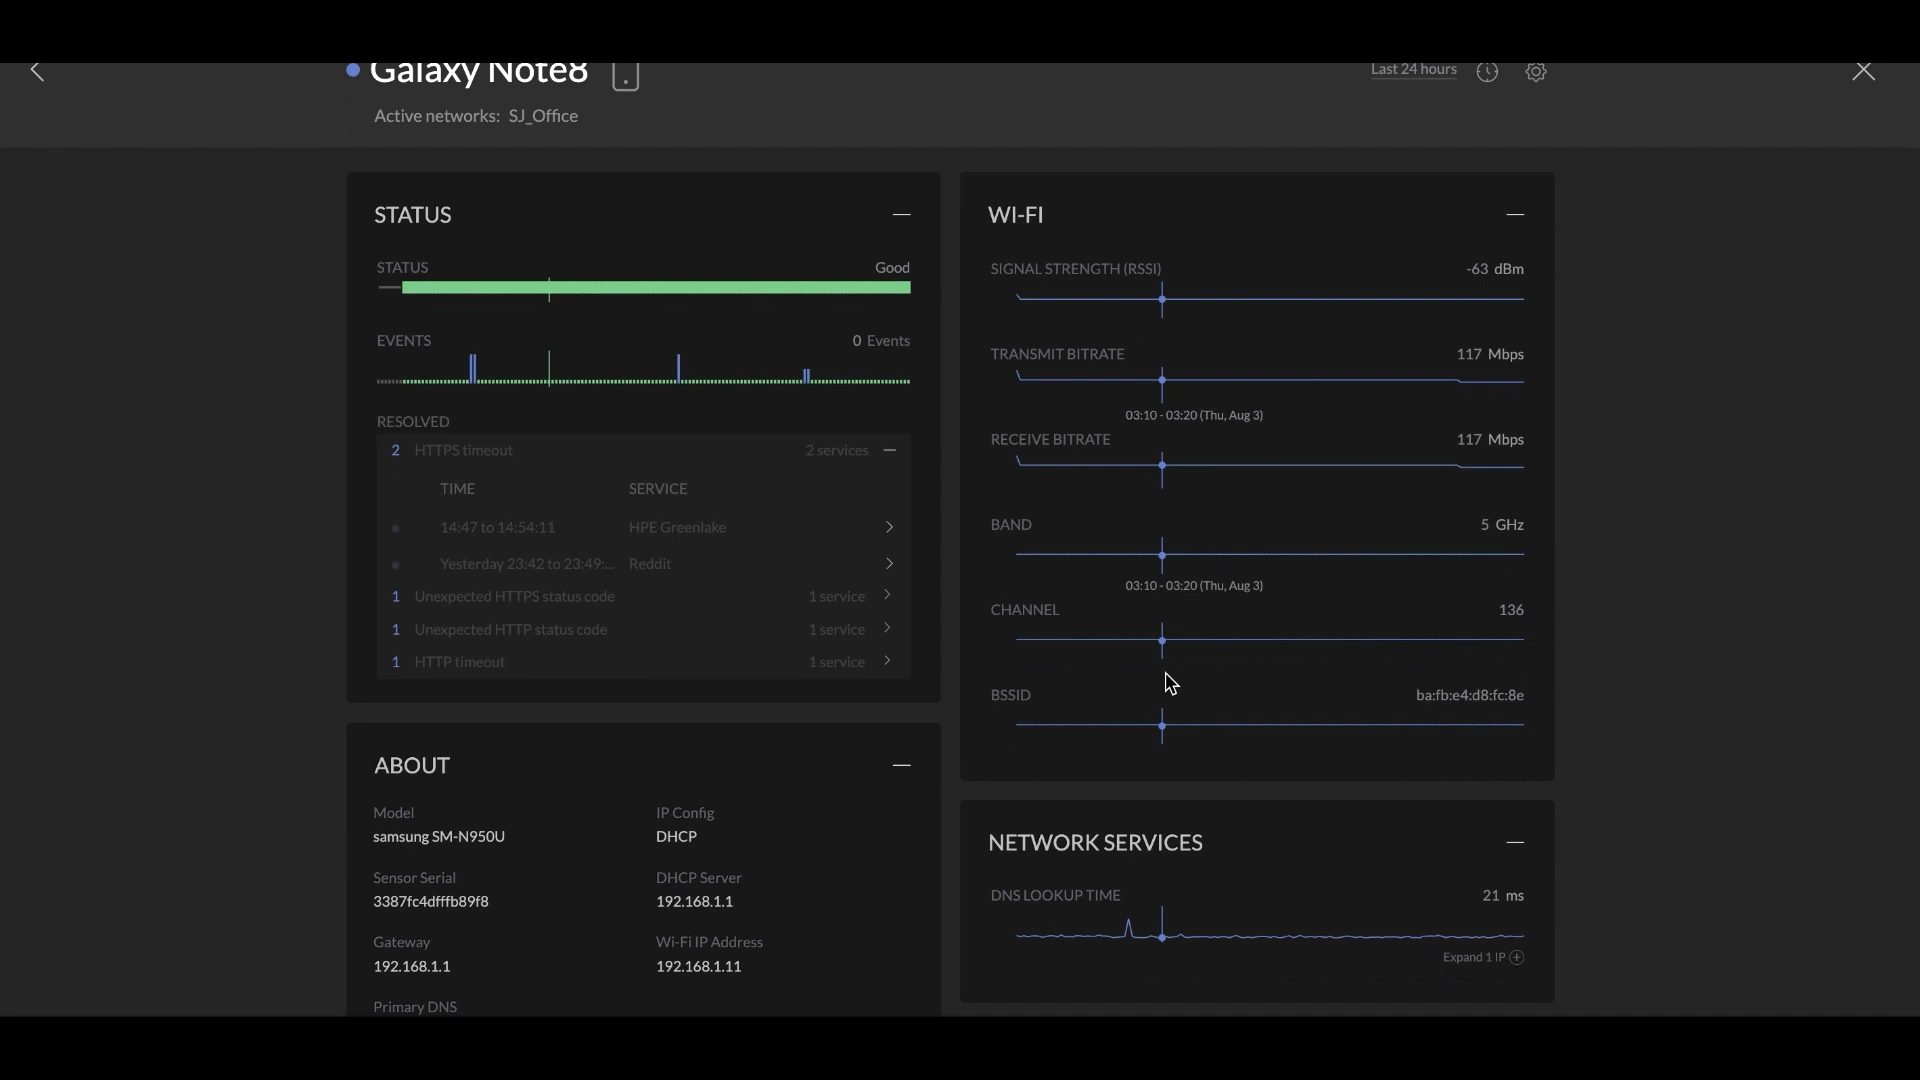 Galaxy Note8
Last 24 hours
Active networks: SJ_Office
STATUS
STATUS Good
EVENTS 0 Events
RESOLVED
2 HTTPS timeout 2 services
TIME SERVICE
14:47 to 14:54:11 HPE Greenlake
Yesterday 23:42 to 23:49:... Reddit
1 Unexpected HTTPS status code 1 service
1 Unexpected HTTP status code 1 service
1 HTTP timeout 1 service
ABOUT
Model IP Config
samsung SM-N950U DHCP
Sensor Serial DHCP Server
3387fc4dfffb89f8 192.168.1.1
Gateway Wi-Fi IP Address
192.168.1.1 192.168.1.11
Primary DNS
WI-FI
SIGNAL STRENGTH (RSSI) -63 dBm
TRANSMIT BITRATE 117 Mbps
03:10 - 03:20 (Thu, Aug 3)
RECEIVE BITRATE 117 Mbps
BAND 5 GHz
03:10 - 03:20 (Thu, Aug 3)
CHANNEL 136
BSSID ba:fb:e4:d8:fc:8e
NETWORK SERVICES
DNS LOOKUP TIME 21 ms
Expand 1 IP